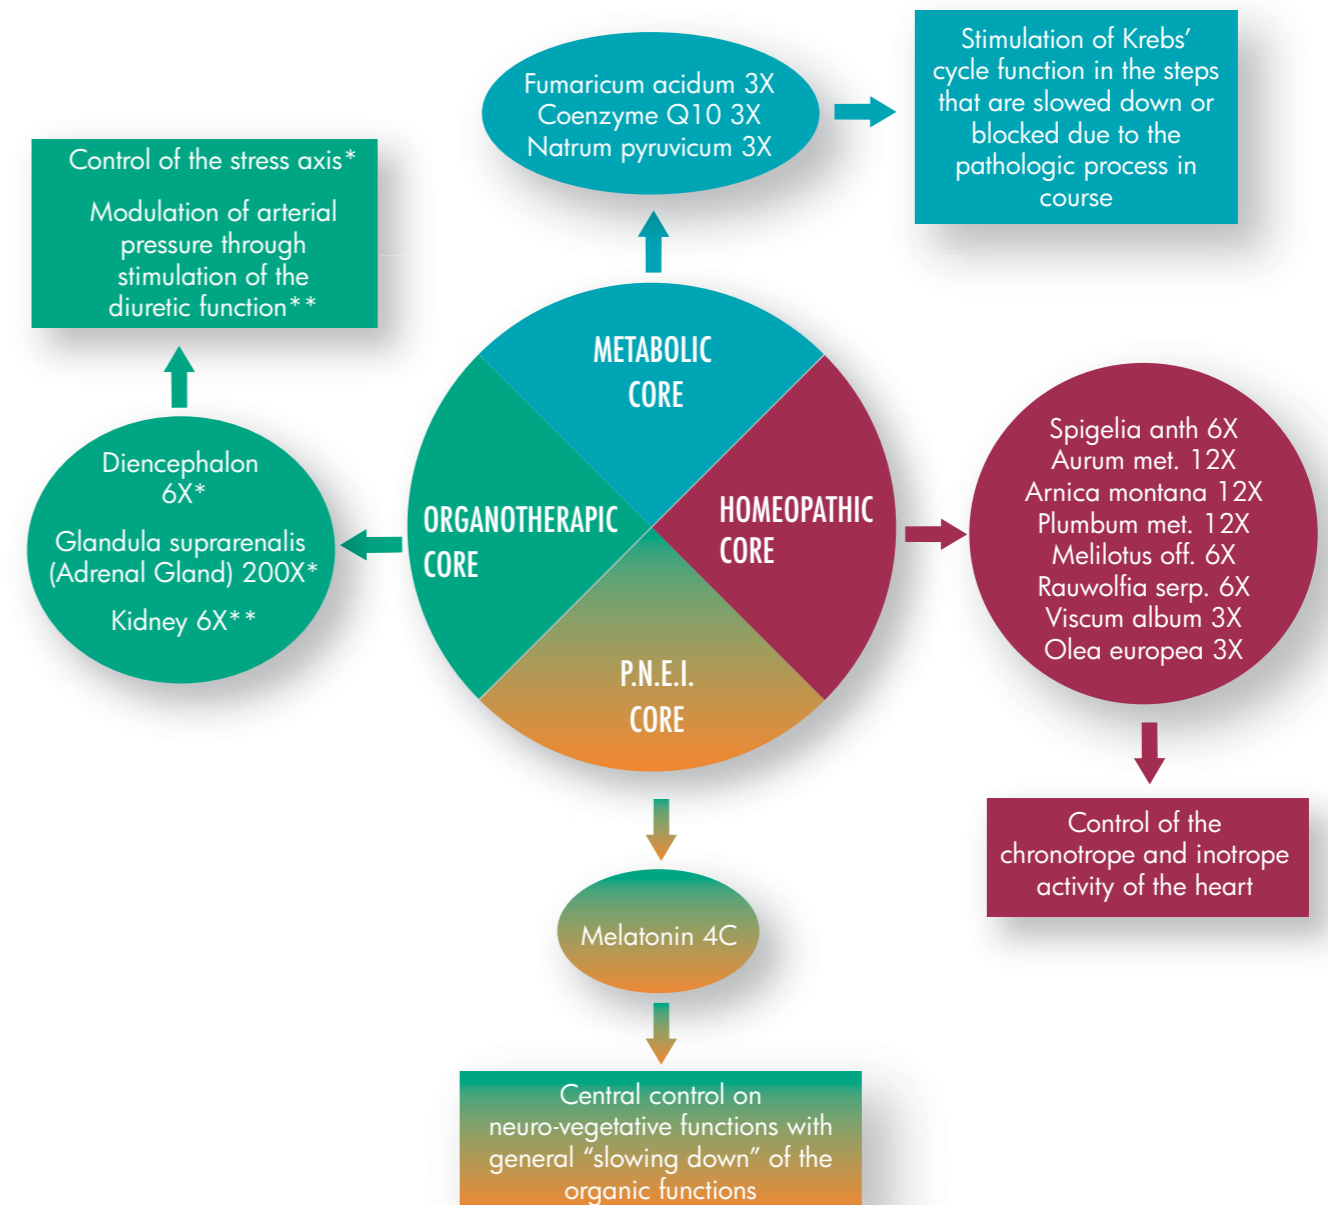 Fumaricum acidum 3X
Coenzyme Q10 3X
Natrum pyruvicum 3X
Stimulation of Krebs’
cycle function in the steps
that are slowed down or
blocked due to the
pathologic process in
course
Control of the stress axis*
Modulation of arterial
pressure through
stimulation of the
diuretic function**
METABOLIC
CORE
ORGANOTHERAPIC
CORE
HOMEOPATHIC
CORE
P.N.E.I.
CORE
Diencephalon
6X*
Glandula suprarenalis
(Adrenal Gland) 200X*
Kidney 6X**
Spigelia anth 6X
Aurum met. 12X
Arnica montana 12X
Plumbum met. 12X
Melilotus off. 6X
Rauwolfia serp. 6X
Viscum album 3X
Olea europea 3X
Control of the
chronotrope and inotrope
activity of the heart
Melatonin 4C
Central control on
neuro-vegetative functions with
general “slowing down” of the
organic functions